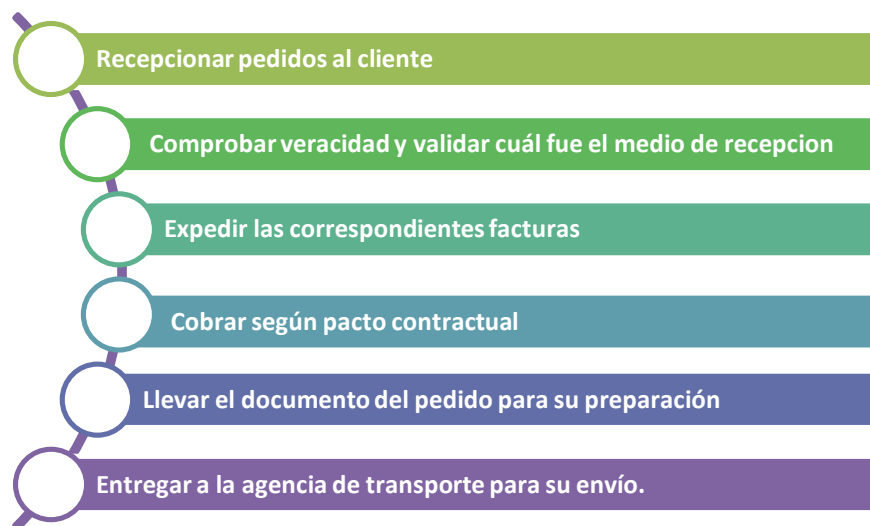 Recepcionar pedidos al cliente
Comprobar veracidad y validar cuál fue el medio de recepcion
Expedir las correspondientes facturas
Cobrar según pacto contractual
Llevar el documento del pedido para su preparación
Entregar a la agencia de transporte para su envío.